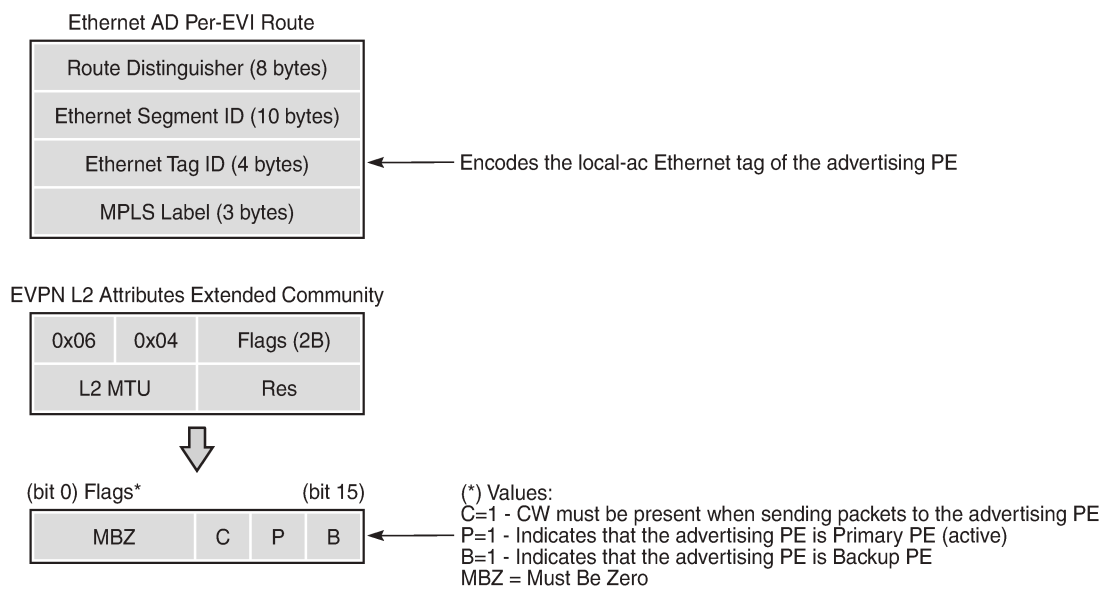 Ethernet AD Per-EVI Route
Route Distinguisher (8 bytes)
Ethernet Segment ID (10 bytes)
Ethernet Tag ID (4 bytes)
Encodes the local-ac Ethernet tag of the advertising PE
MPLS Label (3 bytes)
EVPN L2 Attributes Extended Community
0x06 0x04 Flags (2B)
L2 MTU Res
(bit 0) Flags* (bit 15)
MBZ C P B
(*) Values:
C=1 - CW must be present when sending packets to the advertising PE
P=1 - Indicates that the advertising PE is Primary PE (active)
B=1 - Indicates that the advertising PE is Backup PE
MBZ = Must Be Zero